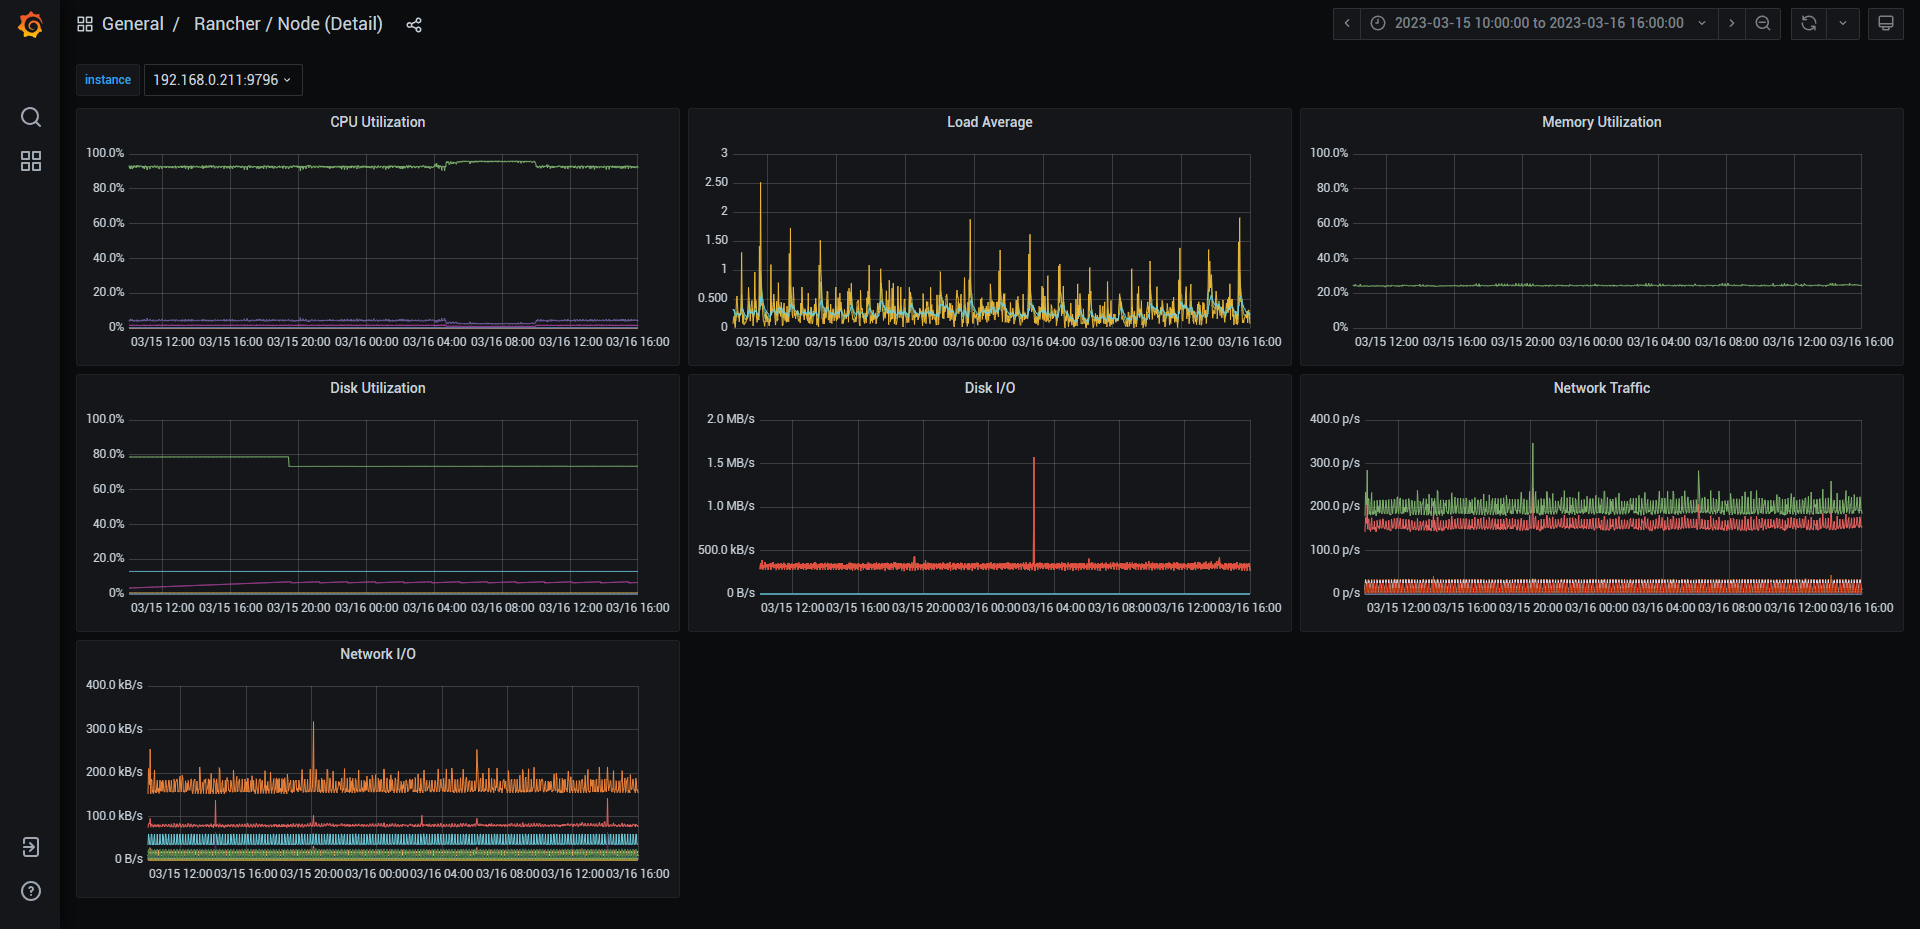 General / Rancher / Node (Detail)
2023-03-15 10:00:00 to 2023-03-16 16:00:00
instance 192.168.0.211:9796
CPU Utilization
100.0%
80.0%
60.0%
40.0%
20.0%
0%
03/15 12:00 03/15 16:00 03/15 20:00 03/16 00:00 03/16 04:00 03/16 08:00 03/16 12:00 03/16 16:00
Load Average
3
2.50
2
1.50
1
0.500
0
03/15 12:00 03/15 16:00 03/15 20:00 03/16 00:00 03/16 04:00 03/16 08:00 03/16 12:00 03/16 16:00
Memory Utilization
100.0%
80.0%
60.0%
40.0%
20.0%
0%
03/15 12:00 03/15 16:00 03/15 20:00 03/16 00:00 03/16 04:00 03/16 08:00 03/16 12:00 03/16 16:00
Disk Utilization
100.0%
80.0%
60.0%
40.0%
20.0%
0%
03/15 12:00 03/15 16:00 03/15 20:00 03/16 00:00 03/16 04:00 03/16 08:00 03/16 12:00 03/16 16:00
Disk I/O
2.0 MB/s
1.5 MB/s
1.0 MB/s
500.0 kB/s
0 B/s
03/15 12:00 03/15 16:00 03/15 20:00 03/16 00:00 03/16 04:00 03/16 08:00 03/16 12:00 03/16 16:00
Network Traffic
400.0 p/s
300.0 p/s
200.0 p/s
100.0 p/s
0 p/s
03/15 12:00 03/15 16:00 03/15 20:00 03/16 00:00 03/16 04:00 03/16 08:00 03/16 12:00 03/16 16:00
Network I/O
400.0 kB/s
300.0 kB/s
200.0 kB/s
100.0 kB/s
0 B/s
03/15 12:00 03/15 16:00 03/15 20:00 03/16 00:00 03/16 04:00 03/16 08:00 03/16 12:00 03/16 16:00